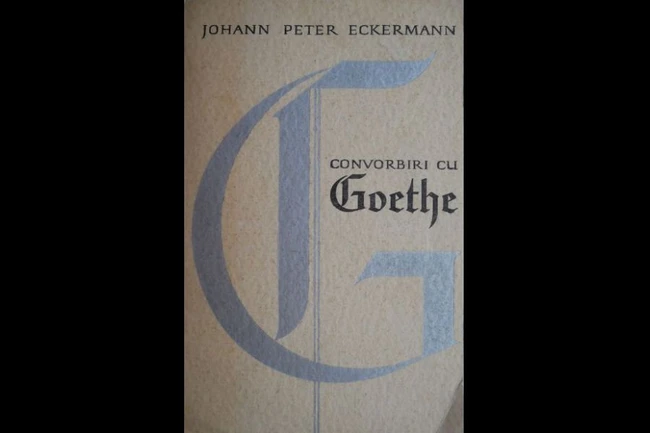 JOHANN PETER ECKERMANN
CONVORBIRI CU
Goethe
G